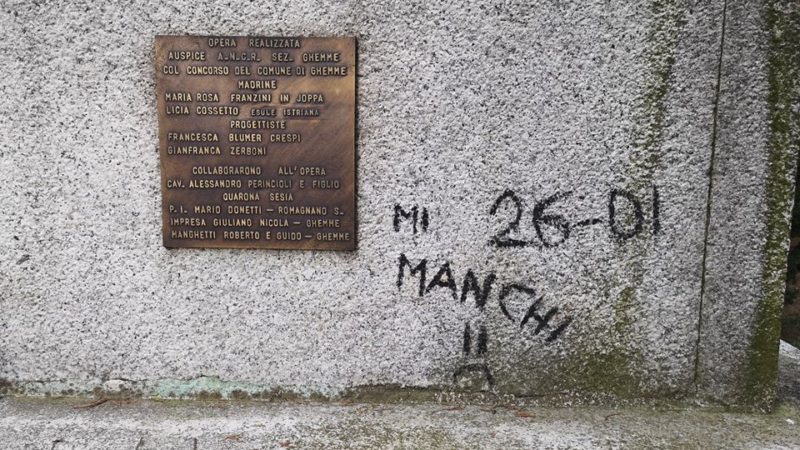 OPERA REALIZZATA
AUSPICE A.N.C.R. SEZ. GHEMME
COL CONCORSO DEL COMUNE DI GHEMME
MADRINE
MARIA ROSA FRANZINI IN JOPPA
LICIA COSSETTO ESULE ISTRIANA
PROGETTISTE
FRANCESCA BLUMER CRESPI
GIANFRANCA ZERBONI
COLLABORARONO ALL'OPERA
CAV. ALESSANDRO PERINCIOLI E FIGLIO
QUARONA SESIA
P. I. MARIO DONETTI – ROMAGNANO S.
IMPRESA GIULIANO NICOLA – GHEMME
MANGHETTI ROBERTO E GUIDO – GHEMME
MI 26-01
MANCHI